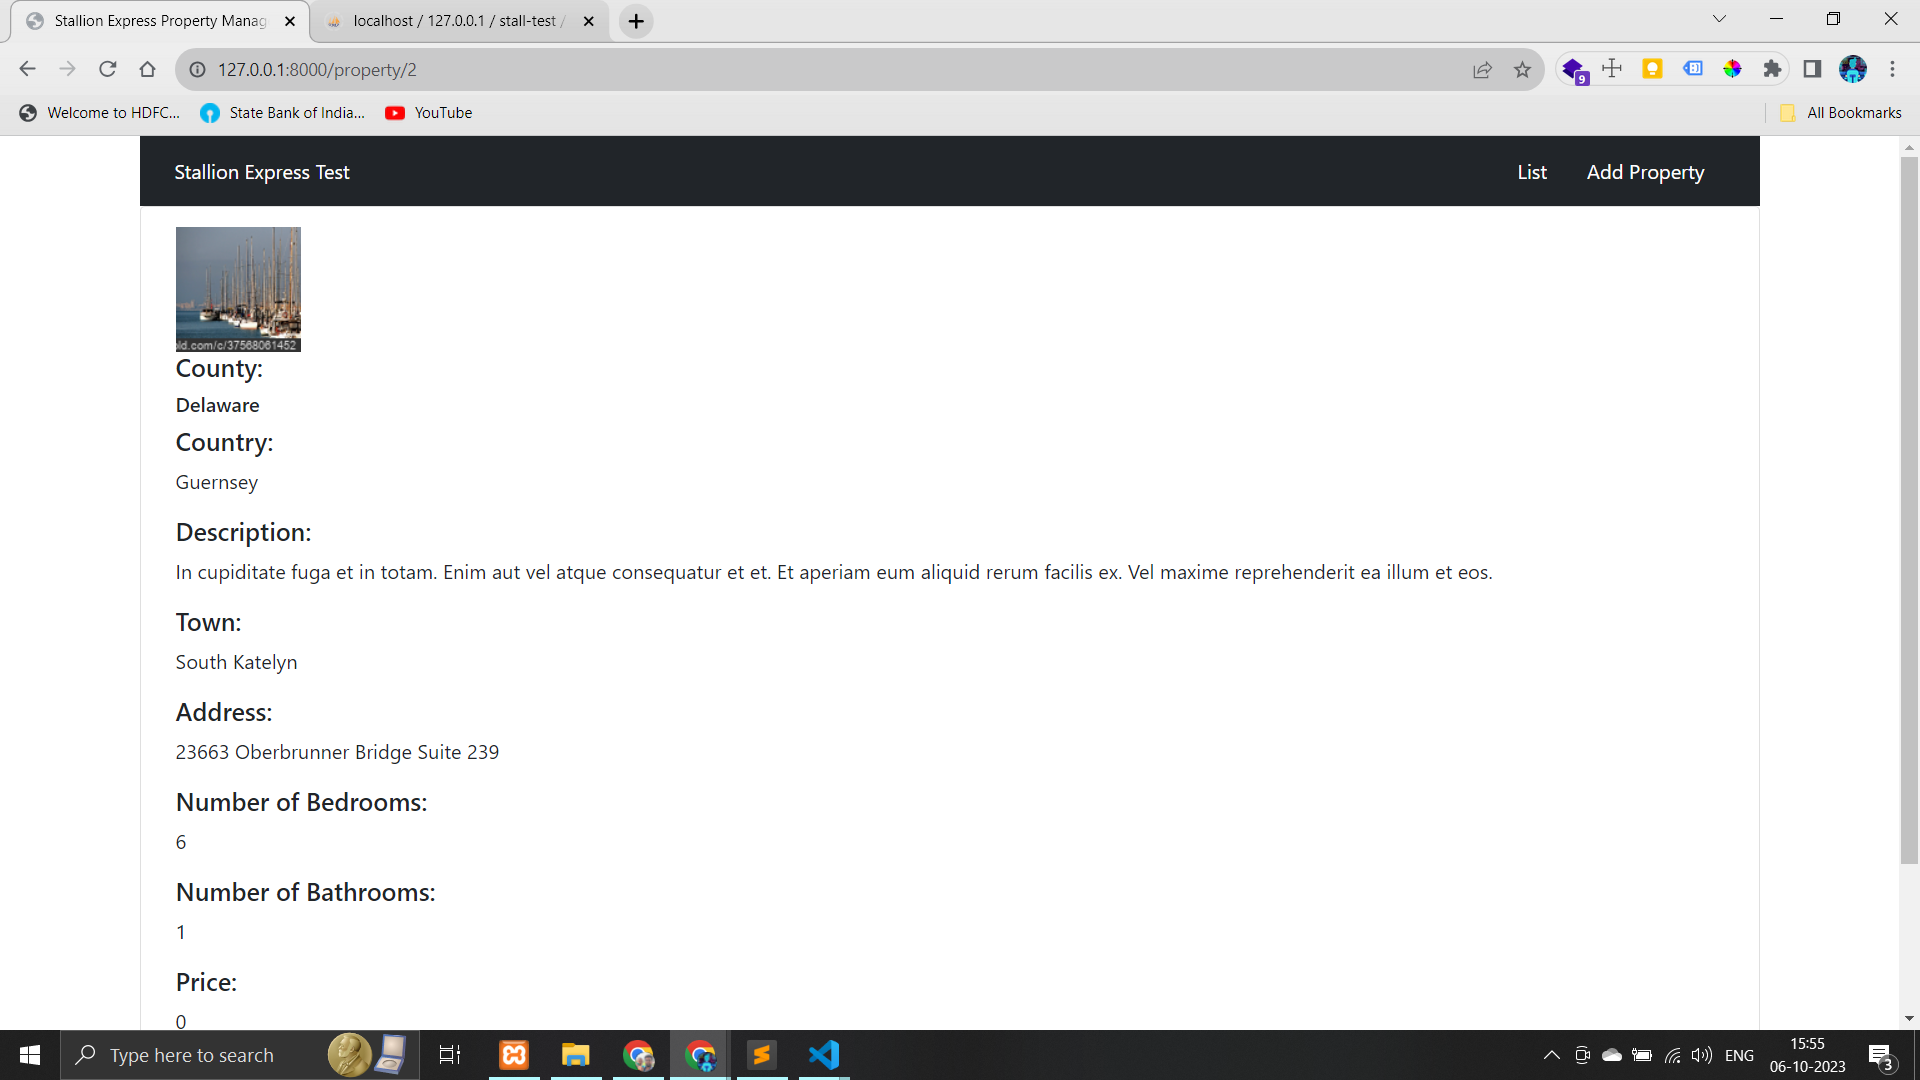 Stallion Express Property Manag
localhost / 127.0.0.1 / stall-test /
127.0.0.1:8000/property/2
9
Welcome to HDFC...
State Bank of India...
YouTube
All Bookmarks
Stallion Express Test
List
Add Property
ld.com/c/37568061452
County:
Delaware
Country:
Guernsey
Description:
In cupiditate fuga et in totam. Enim aut vel atque consequatur et et. Et aperiam eum aliquid rerum facilis ex. Vel maxime reprehenderit ea illum et eos.
Town:
South Katelyn
Address:
23663 Oberbrunner Bridge Suite 239
Number of Bedrooms:
6
Number of Bathrooms:
1
Price:
0
Type here to search
ENG
15:55
06-10-2023
3